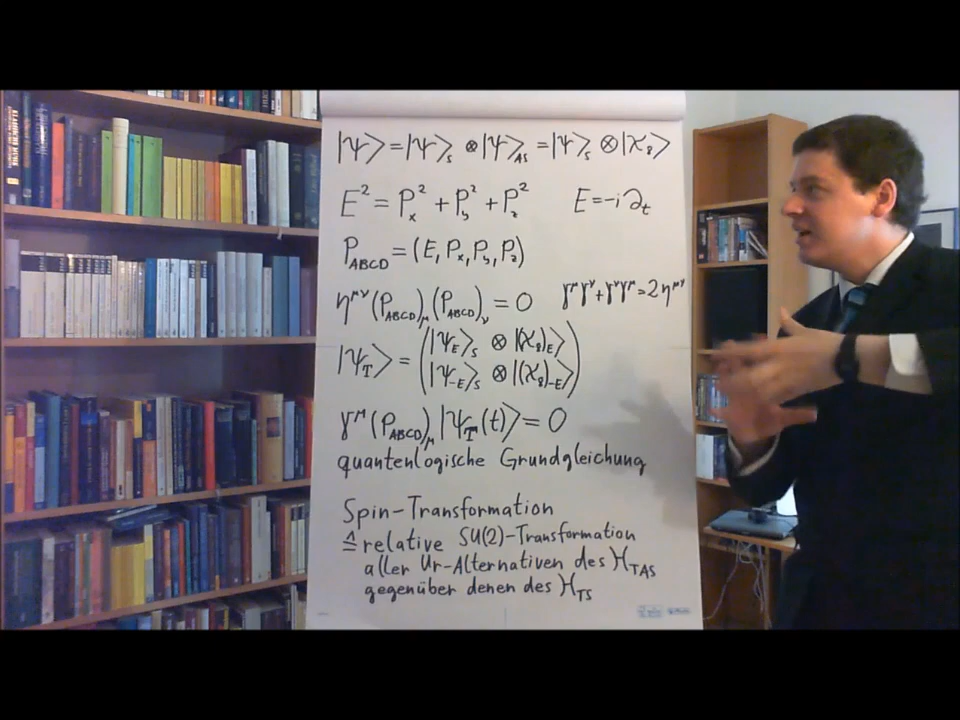 |Ψ⟩=|Ψ⟩_S ⊗|Ψ⟩_AS=|Ψ⟩_S ⊗|χ_8⟩
E²=P_x²+P_y²+P_z² E=-i∂_t
P_ABCD=(E,P_x,P_y,P_z)
η^μν(P_ABCD)_μ(P_ABCD)_ν=0 γ^μγ^ν+γ^νγ^μ=2η^μν
|Ψ_T⟩=(|Ψ_E⟩_S ⊗|(χ_8)_E⟩
|Ψ_-E⟩_S ⊗|(χ_8)_-E⟩)
γ^μ(P_ABCD)_μ|Ψ_T(t)⟩=0
quantenlogische Grundgleichung
Spin-Transformation
≙relative SU(2)-Transformation
aller Ur-Alternativen des H_TAS
gegenüber denen des H_TS